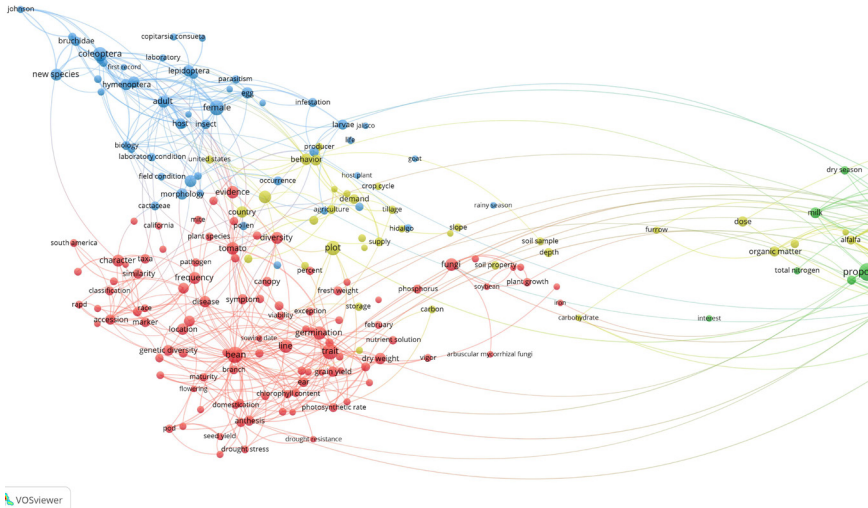 johnson
copitarsia consueta
bruchidae
coleoptera
laboratory
first record
new species
lepidoptera
hymenoptera
parasitism
egg
adult
female
infestation
host
insect
larvae
jalisco
life
biology
producer
laboratory condition
united states
behavior
goat
field condition
occurrence
host plant
crop cycle
dry season
morphology
evidence
demand
cactaceae
country
agriculture
tillage
rainy season
milk
mite
california
pollen
hidalgo
slope
furrow
dose
plant species
diversity
south america
tomato
plot
supply
soil sample
alfalfa
character
taxa
pathogen
depth
organic matter
similarity
percent
fungi
soil property
total nitrogen
propo
frequency
canopy
plant growth
classification
fresh weight
phosphorus
soybean
rapd
race
disease
symptom
exception
storage
carbon
iron
accession
marker
viability
carbohydrate
interest
location
february
sowing date
germination
nutrient solution
genetic diversity
bean
line
trait
dry weight
vigor
arbuscular mycorrhizal fungi
branch
grain yield
maturity
ear
flowering
chlorophyll content
domestication
photosynthetic rate
anthesis
pod
seed yield
drought resistance
drought stress
VOSviewer